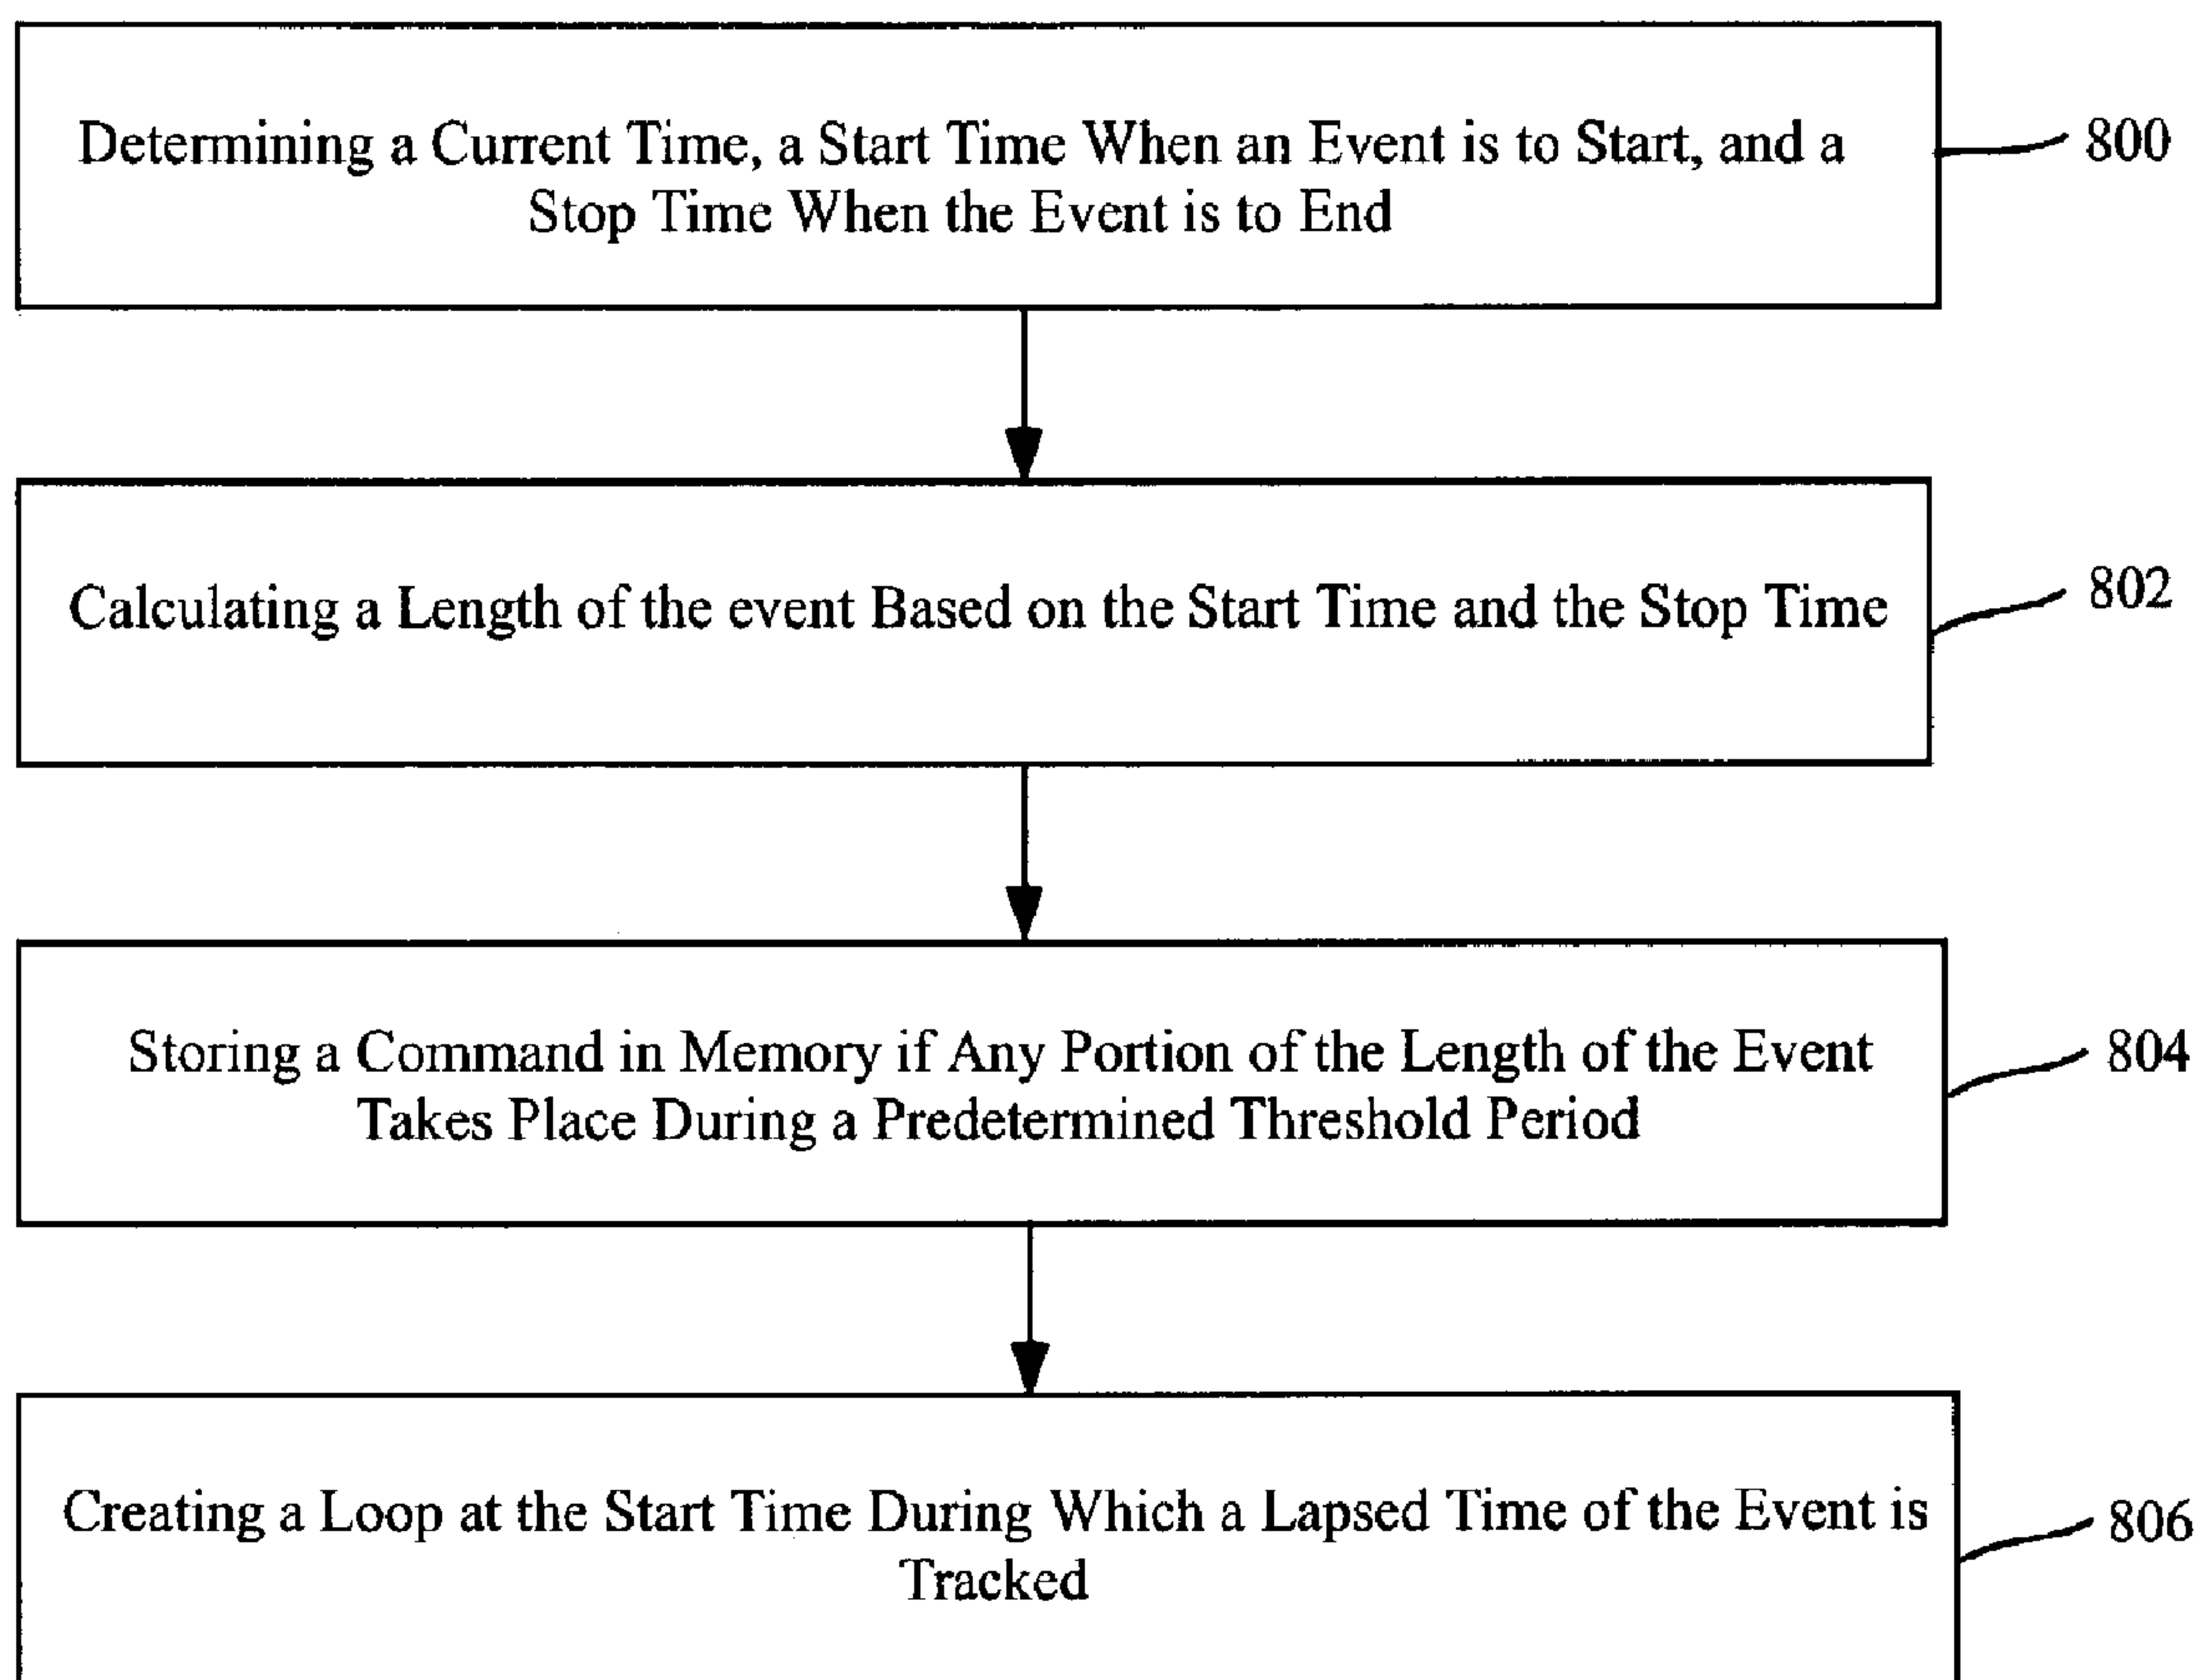 Determining a Current Time, a Start Time When an Event is to Start, and a
Stop Time When the Event is to End
800
Calculating a Length of the event Based on the Start Time and the Stop Time
802
Storing a Command in Memory if Any Portion of the Length of the Event
Takes Place During a Predetermined Threshold Period
804
Creating a Loop at the Start Time During Which a Lapsed Time of the Event is
Tracked
806